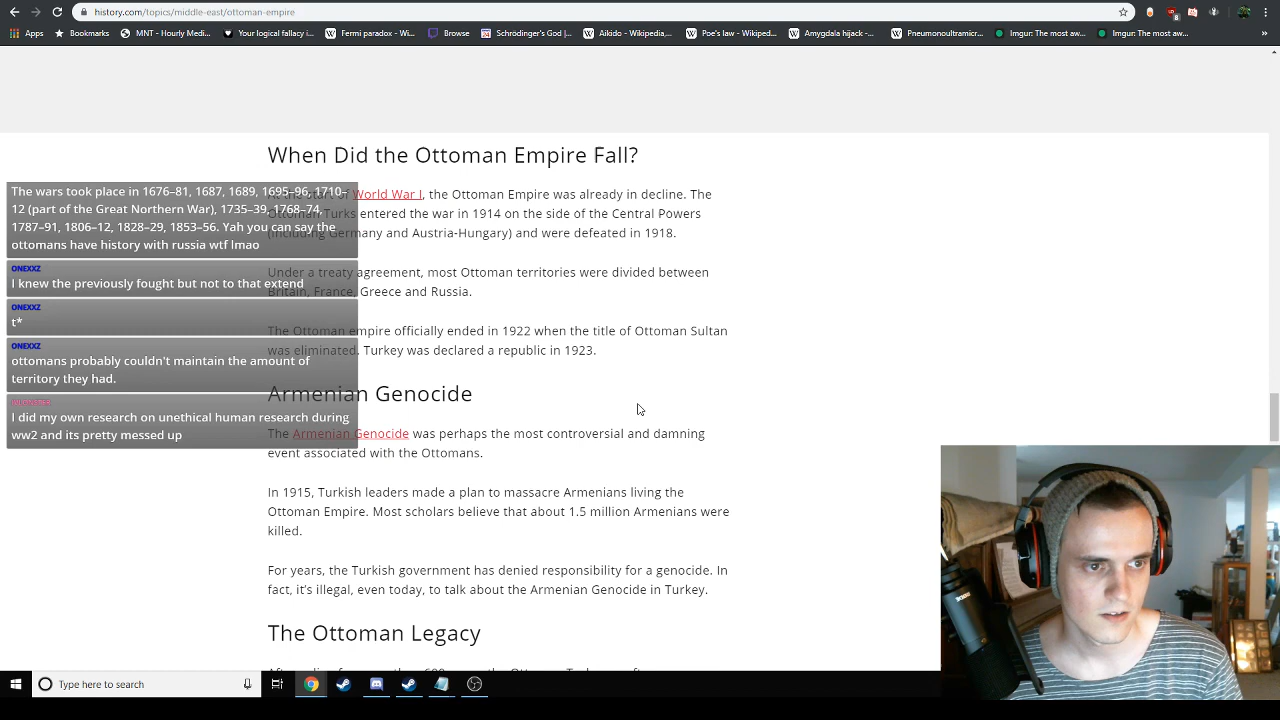 history.com/topics/middle-east/ottoman-empire
Apps
Bookmarks
MNT - Hourly Medi...
Your logical fallacy i...
Fermi paradox - Wi...
Browse
Schrödinger's God |...
Aikido - Wikipedia,...
Poe's law - Wikiped...
Amygdala hijack -...
Pneumonoultramicr...
Imgur: The most aw...
Imgur: The most aw...
»
When Did the Ottoman Empire Fall?
At the start of World War I, the Ottoman Empire was already in decline. The
Ottoman Turks entered the war in 1914 on the side of the Central Powers
(including Germany and Austria-Hungary) and were defeated in 1918.
Under a treaty agreement, most Ottoman territories were divided between
Britain, France, Greece and Russia.
The Ottoman empire officially ended in 1922 when the title of Ottoman Sultan
was eliminated. Turkey was declared a republic in 1923.
Armenian Genocide
The Armenian Genocide was perhaps the most controversial and damning
event associated with the Ottomans.
In 1915, Turkish leaders made a plan to massacre Armenians living the
Ottoman Empire. Most scholars believe that about 1.5 million Armenians were
killed.
For years, the Turkish government has denied responsibility for a genocide. In
fact, it's illegal, even today, to talk about the Armenian Genocide in Turkey.
The Ottoman Legacy
The wars took place in 1676–81, 1687, 1689, 1695–96, 1710–
12 (part of the Great Northern War), 1735–39, 1768–74,
1787–91, 1806–12, 1828–29, 1853–56. Yah you can say the
ottomans have history with russia wtf lmao
ONEXXZ
I knew the previously fought but not to that extend
ONEXXZ
t*
ONEXXZ
ottomans probably couldn't maintain the amount of
territory they had.
I did my own research on unethical human research during
ww2 and its pretty messed up
Type here to search